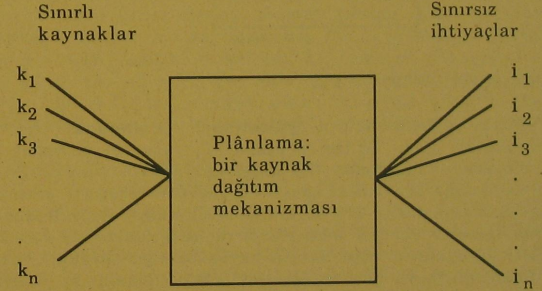 Sınırlı
kaynaklar
Sınırsız
ihtiyaçlar
k₁
k₂
k₃
.
.
.
kₙ
Plânlama:
bir kaynak
dağıtım
mekanizması
i₁
i₂
i₃
.
.
.
iₙ